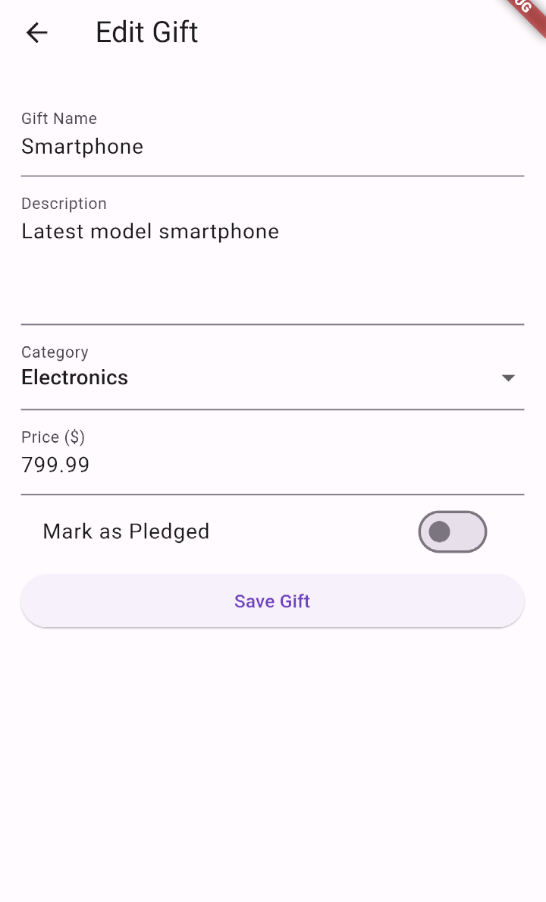 Edit Gift
Gift Name
Smartphone
Description
Latest model smartphone
Category
Electronics
Price ($)
799.99
Mark as Pledged
Save Gift